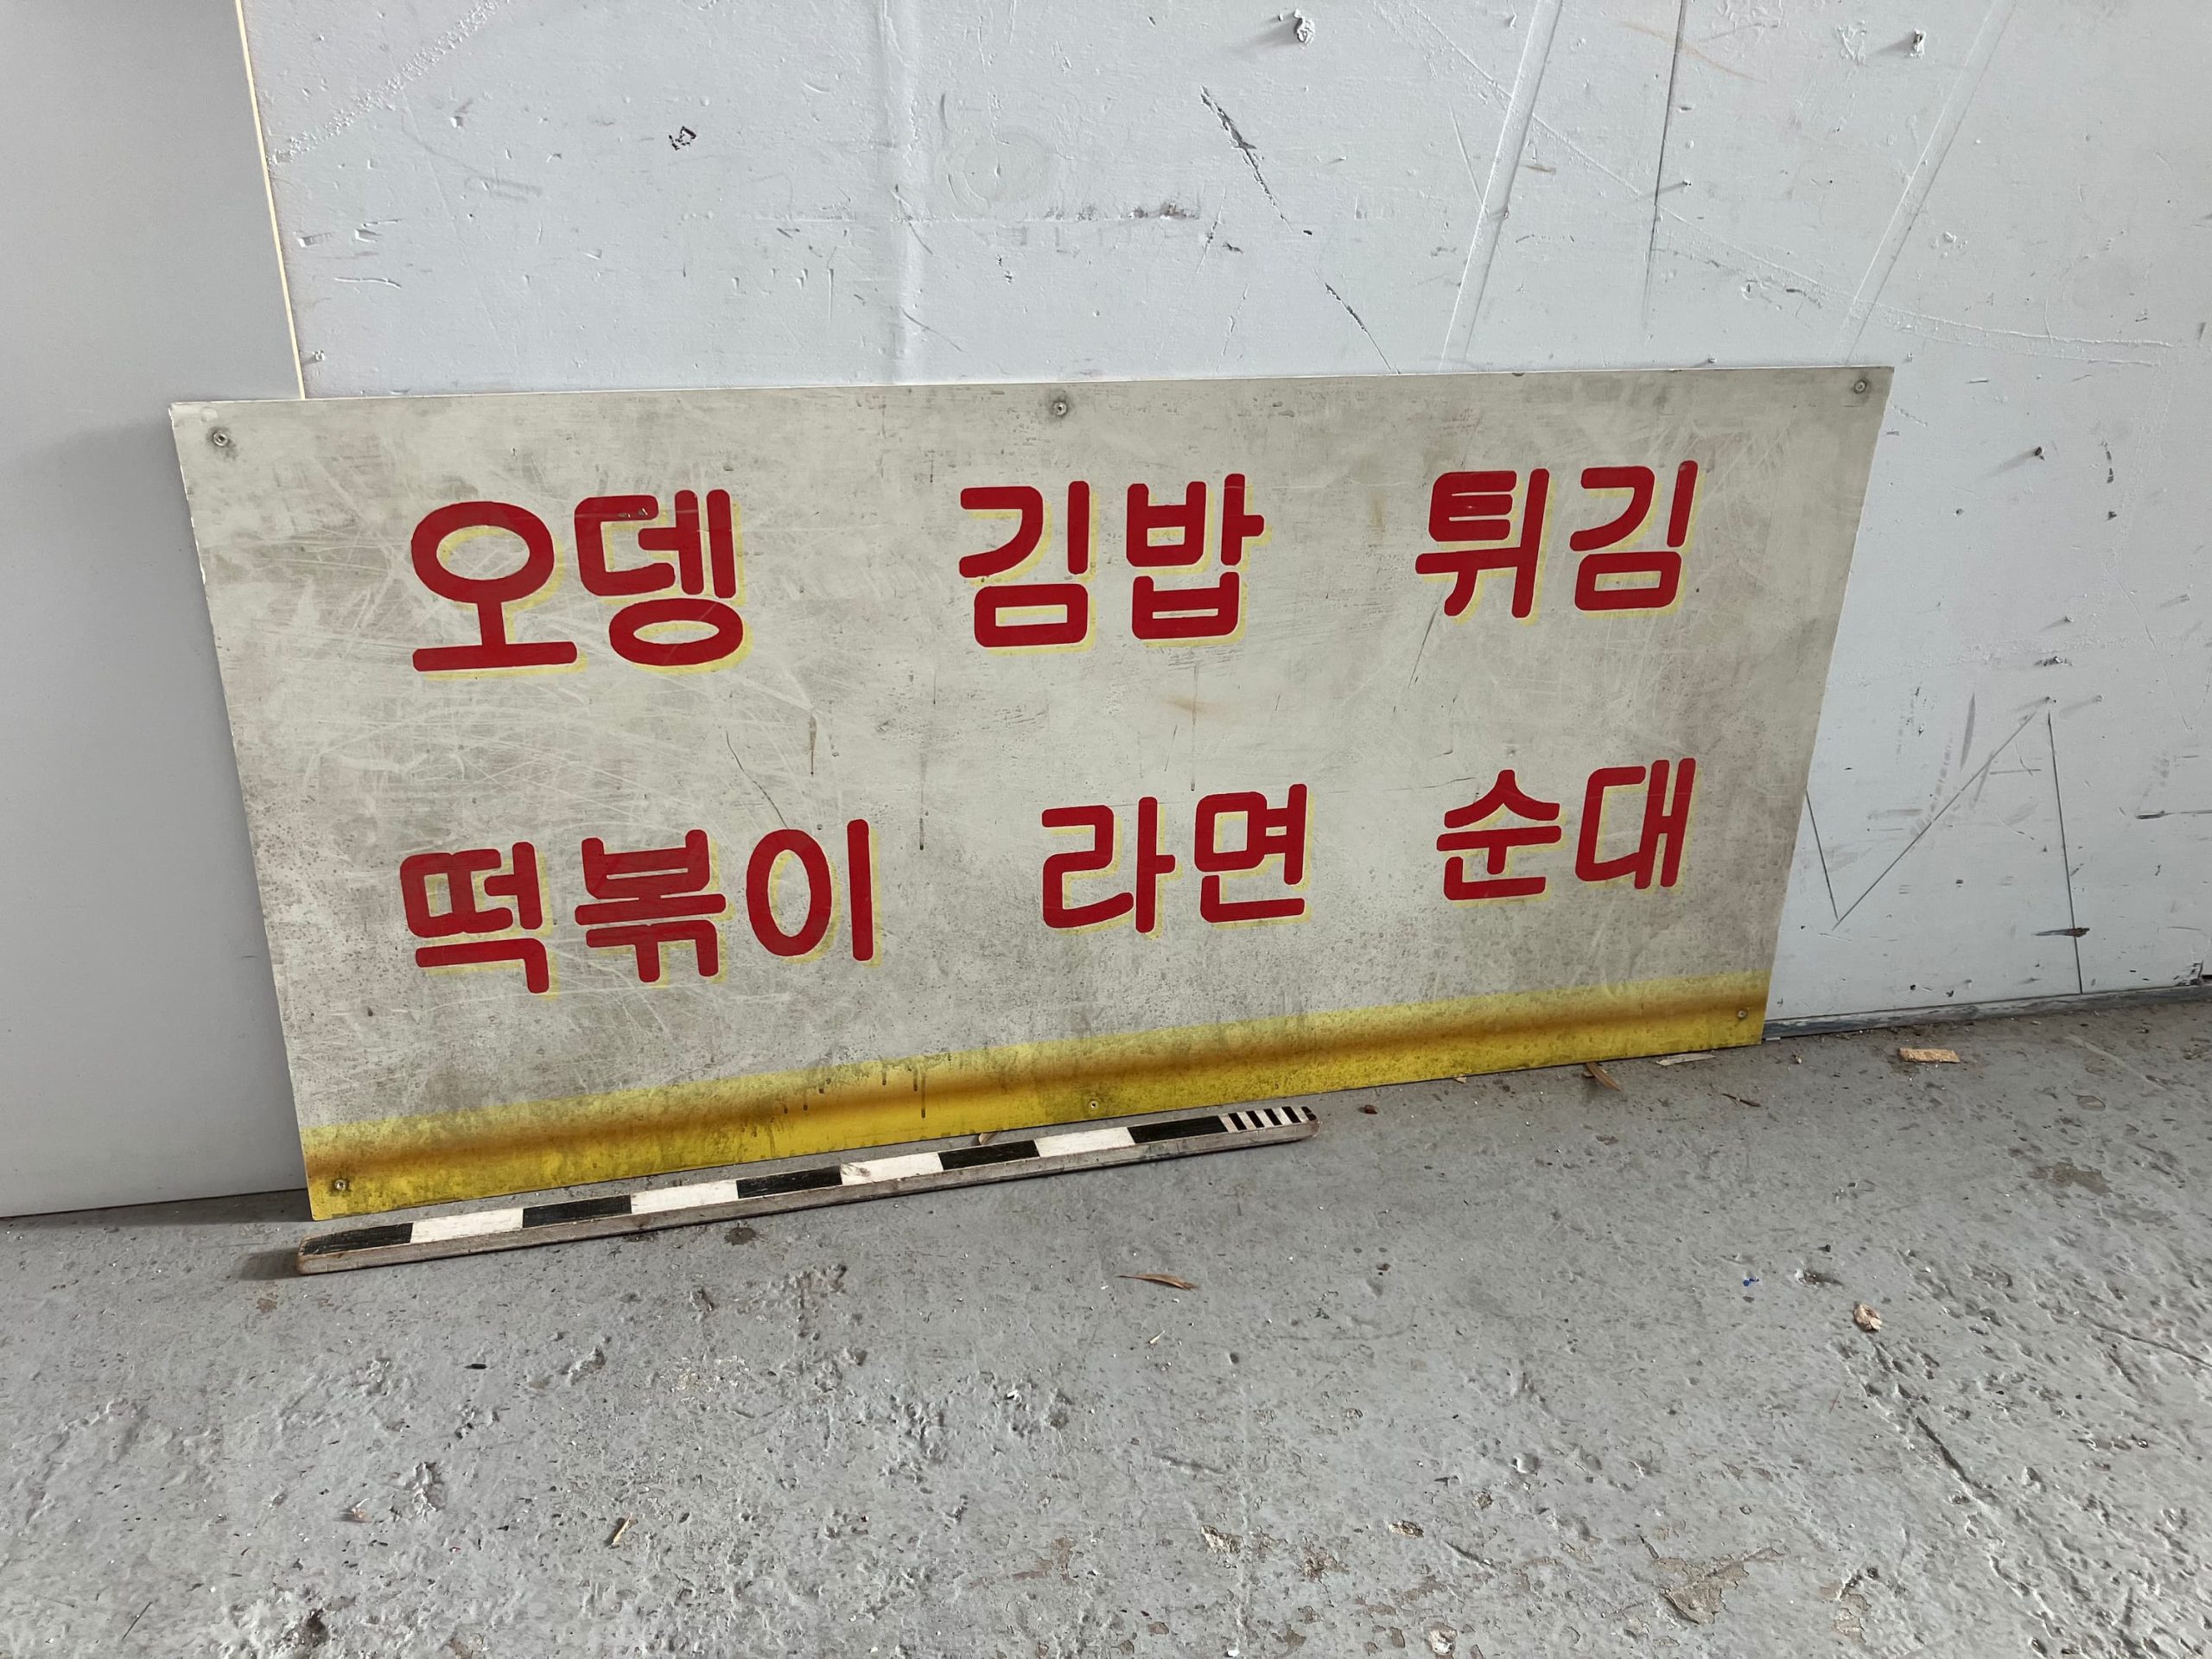 오뎅 김밥 튀김
떡볶이 라면 순대